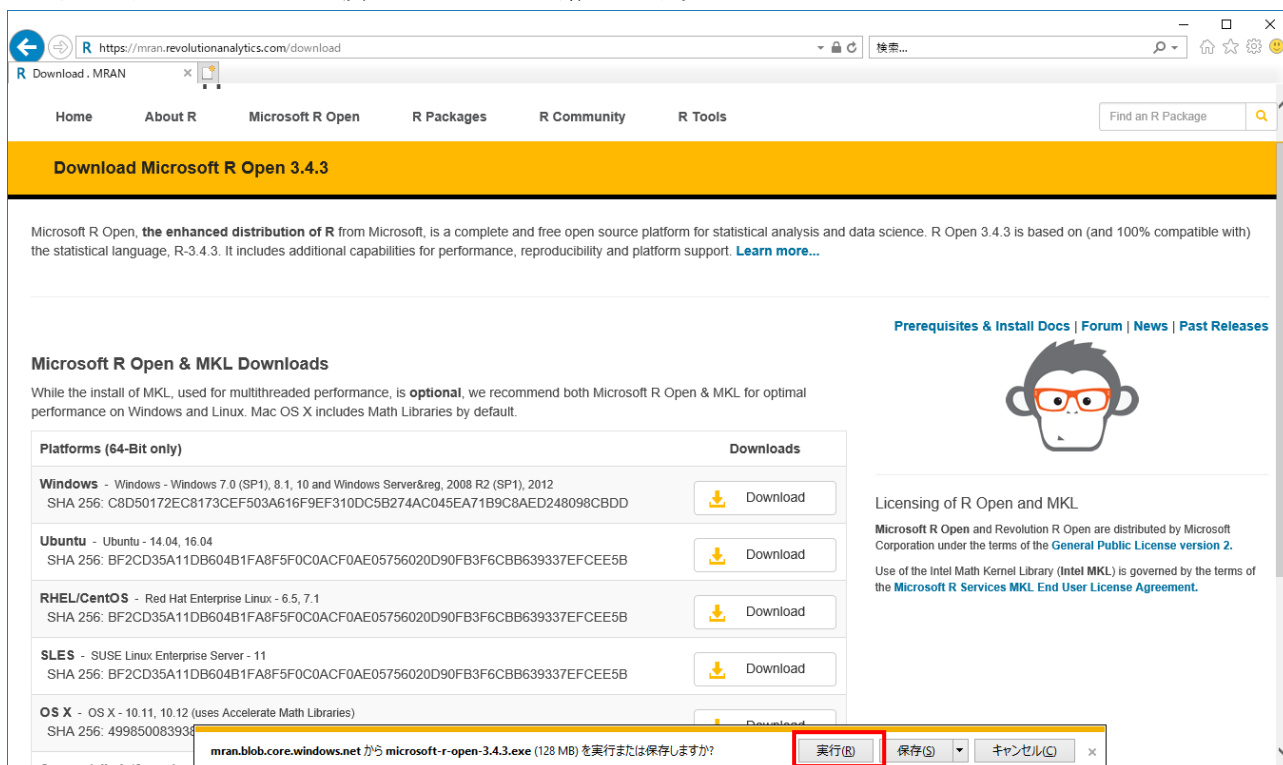 https://mran.revolutionanalytics.com/download
検索...
Download . MRAN
Home About R Microsoft R Open R Packages R Community R Tools Find an R Package
Download Microsoft R Open 3.4.3
Microsoft R Open, the enhanced distribution of R from Microsoft, is a complete and free open source platform for statistical analysis and data science. R Open 3.4.3 is based on (and 100% compatible with)
the statistical language, R-3.4.3. It includes additional capabilities for performance, reproducibility and platform support. Learn more...
Prerequisites & Install Docs | Forum | News | Past Releases
Microsoft R Open & MKL Downloads
While the install of MKL, used for multithreaded performance, is optional, we recommend both Microsoft R Open & MKL for optimal
performance on Windows and Linux. Mac OS X includes Math Libraries by default.
Platforms (64-Bit only) Downloads
Windows - Windows - Windows 7.0 (SP1), 8.1, 10 and Windows Server&reg, 2008 R2 (SP1), 2012
SHA 256: C8D50172EC8173CEF503A616F9EF310DC5B274AC045EA71B9C8AED248098CBDD
Download
Ubuntu - Ubuntu - 14.04, 16.04
SHA 256: BF2CD35A11DB604B1FA8F5F0C0ACF0AE05756020D90FB3F6CBB639337EFCEE5B
Download
RHEL/CentOS - Red Hat Enterprise Linux - 6.5, 7.1
SHA 256: BF2CD35A11DB604B1FA8F5F0C0ACF0AE05756020D90FB3F6CBB639337EFCEE5B
Download
SLES - SUSE Linux Enterprise Server - 11
SHA 256: BF2CD35A11DB604B1FA8F5F0C0ACF0AE05756020D90FB3F6CBB639337EFCEE5B
Download
OS X - OS X - 10.11, 10.12 (uses Accelerate Math Libraries)
SHA 256: 499850083938
Download
Licensing of R Open and MKL
Microsoft R Open and Revolution R Open are distributed by Microsoft
Corporation under the terms of the General Public License version 2.
Use of the Intel Math Kernel Library (Intel MKL) is governed by the terms of
the Microsoft R Services MKL End User License Agreement.
mran.blob.core.windows.net から microsoft-r-open-3.4.3.exe (128 MB) を実行または保存しますか?
実行(R) 保存(S) キャンセル(C)